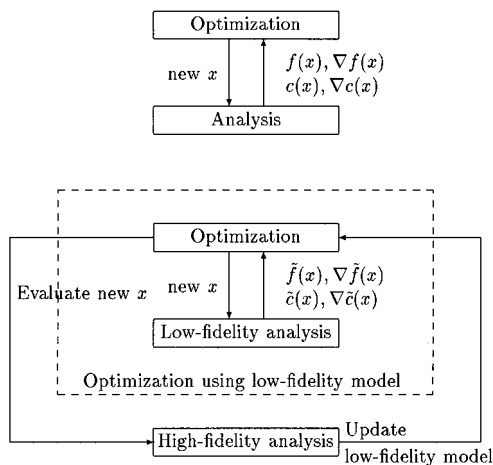 Optimization
new x
f(x), ∇f(x)
c(x), ∇c(x)
Analysis
Optimization
Evaluate new x
new x
f̃(x), ∇f̃(x)
c̃(x), ∇c̃(x)
Low-fidelity analysis
Optimization using low-fidelity model
High-fidelity analysis
Update
low-fidelity model